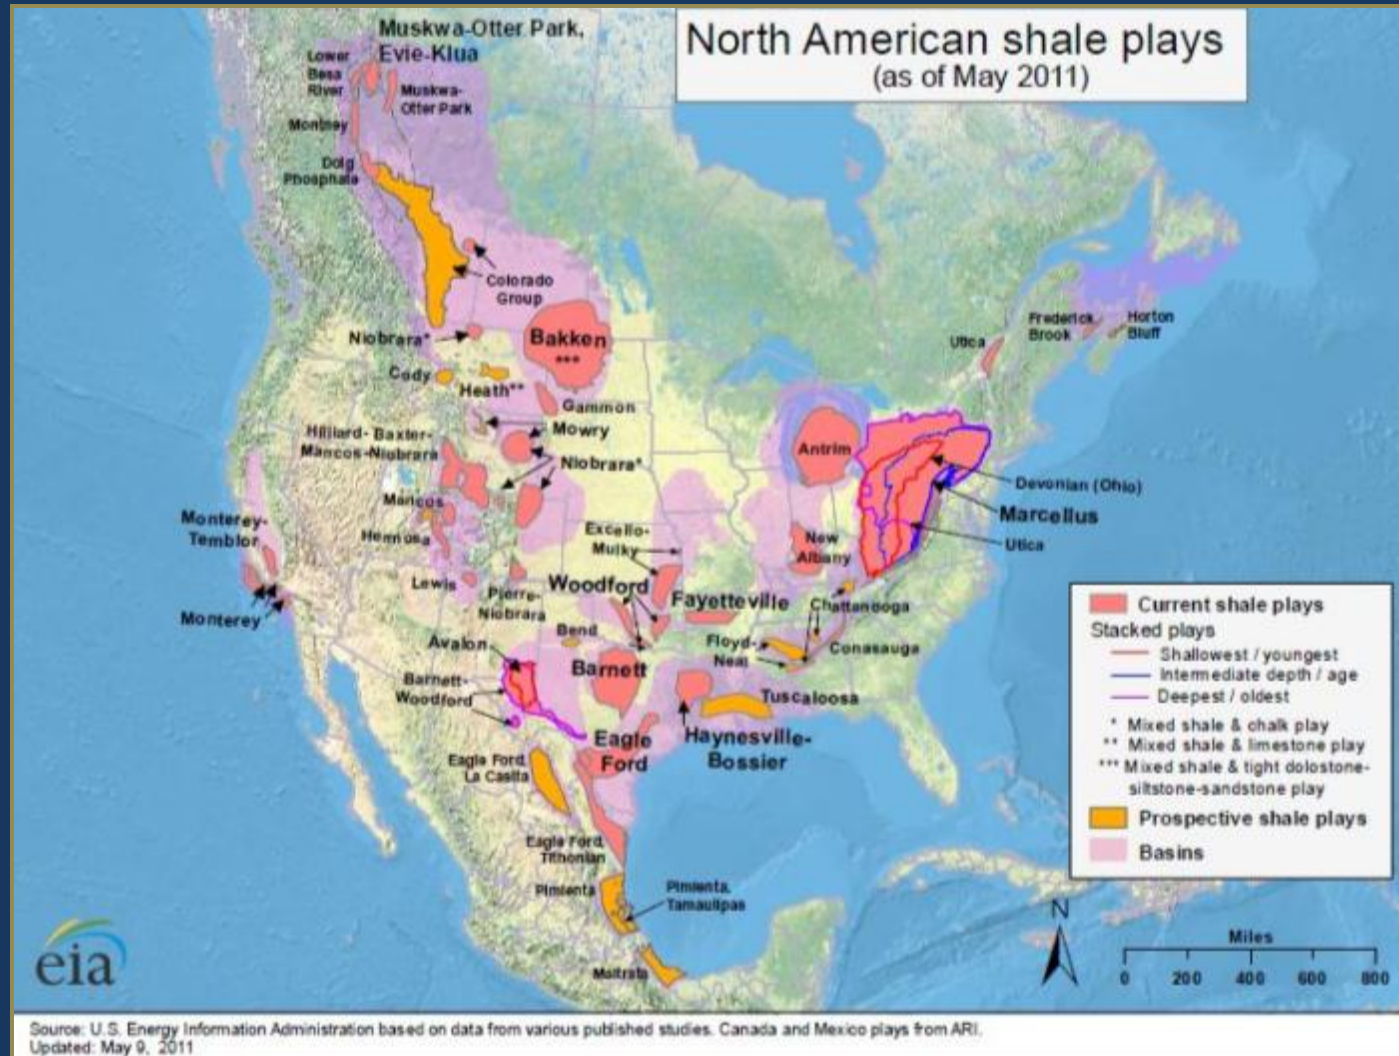 North American shale plays
(as of May 2011)
Muskwa-Otter Park,
Evie-Klua
Lower
Besa
River
Muskwa-
Otter Park
Montney
Doig
Phosphate
Colorado
Group
Niobrara*
Bakken
***
Cody
Heath**
Gammon
Mowry
Hilliard-Baxter-
Mancos-Niobrara
Niobrara*
Antrim
Utica
Frederick
Brook
Horton
Bluff
Devonian (Ohio)
Marcellus
Utica
Mancos
Monterey-
Temblor
Hermosa
Excello-
Mulky
New
Albany
Lewis
Pierre-
Niobrara
Woodford
Fayetteville
Chattanooga
Monterey
Avalon
Bend
Floyd-
Neal
Conasauga
Barnett-
Woodford
Barnett
Tuscaloosa
Eagle
Ford
Haynesville-
Bossier
Eagle Ford,
La Casita
Eagle Ford,
Tithonian
Pimienta
Pimienta,
Tamaulipas
Maltrata
Current shale plays
Stacked plays
Shallowest / youngest
Intermediate depth / age
Deepest / oldest
* Mixed shale & chalk play
** Mixed shale & limestone play
*** Mixed shale & tight dolostone-
siltstone-sandstone play
Prospective shale plays
Basins
N
Miles
0 200 400 600 800
eia
Source: U.S. Energy Information Administration based on data from various published studies. Canada and Mexico plays from ARI.
Updated: May 9, 2011